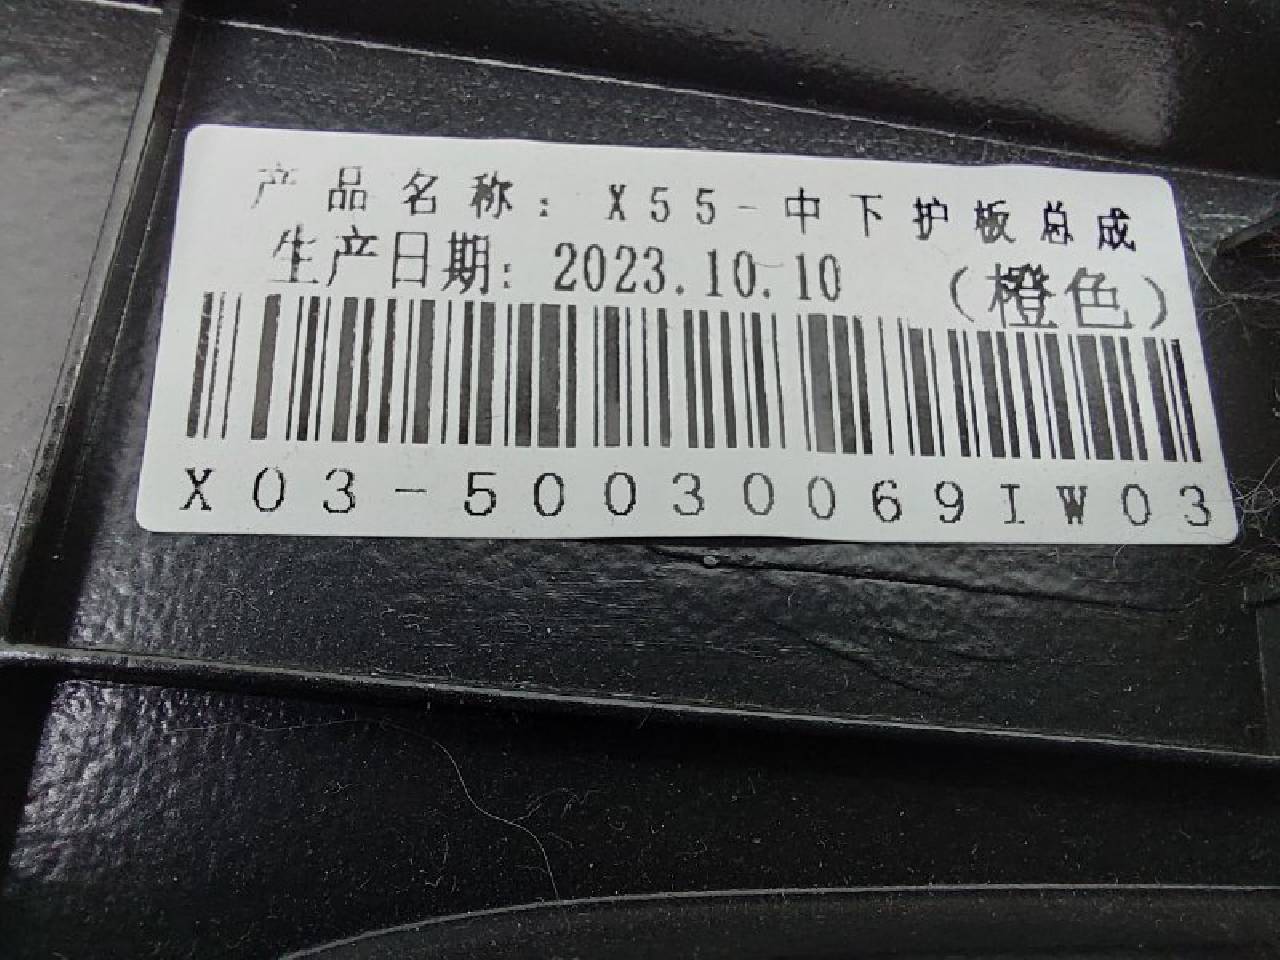 产品名称：X55-中下护板总成
生产日期：2023.10.10 （橙色）
X03-50030069IW03